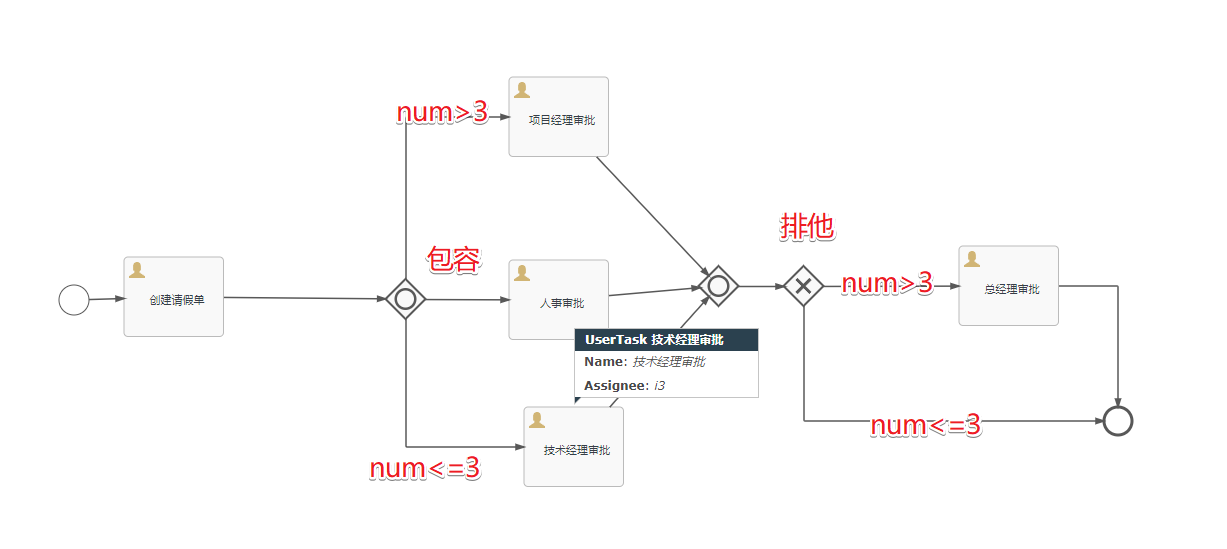 num>3
项目经理审批
排他
包容
创建请假单
人事审批
num>3
总经理审批
UserTask 技术经理审批
Name: 技术经理审批
Assignee: i3
num<=3
技术经理审批
num<=3